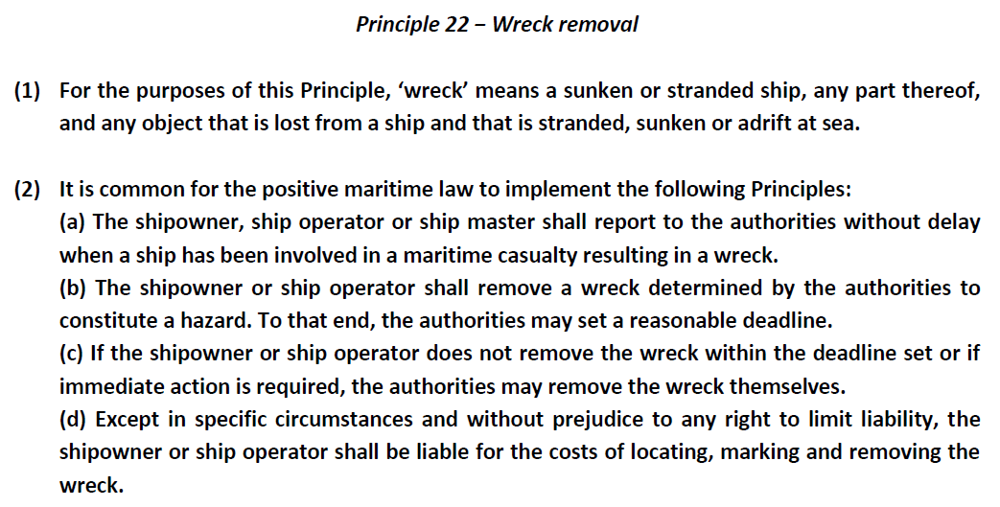 Principle 22 – Wreck removal
(1) For the purposes of this Principle, ‘wreck’ means a sunken or stranded ship, any part thereof,
and any object that is lost from a ship and that is stranded, sunken or adrift at sea.
(2) It is common for the positive maritime law to implement the following Principles:
(a) The shipowner, ship operator or ship master shall report to the authorities without delay
when a ship has been involved in a maritime casualty resulting in a wreck.
(b) The shipowner or ship operator shall remove a wreck determined by the authorities to
constitute a hazard. To that end, the authorities may set a reasonable deadline.
(c) If the shipowner or ship operator does not remove the wreck within the deadline set or if
immediate action is required, the authorities may remove the wreck themselves.
(d) Except in specific circumstances and without prejudice to any right to limit liability, the
shipowner or ship operator shall be liable for the costs of locating, marking and removing the
wreck.